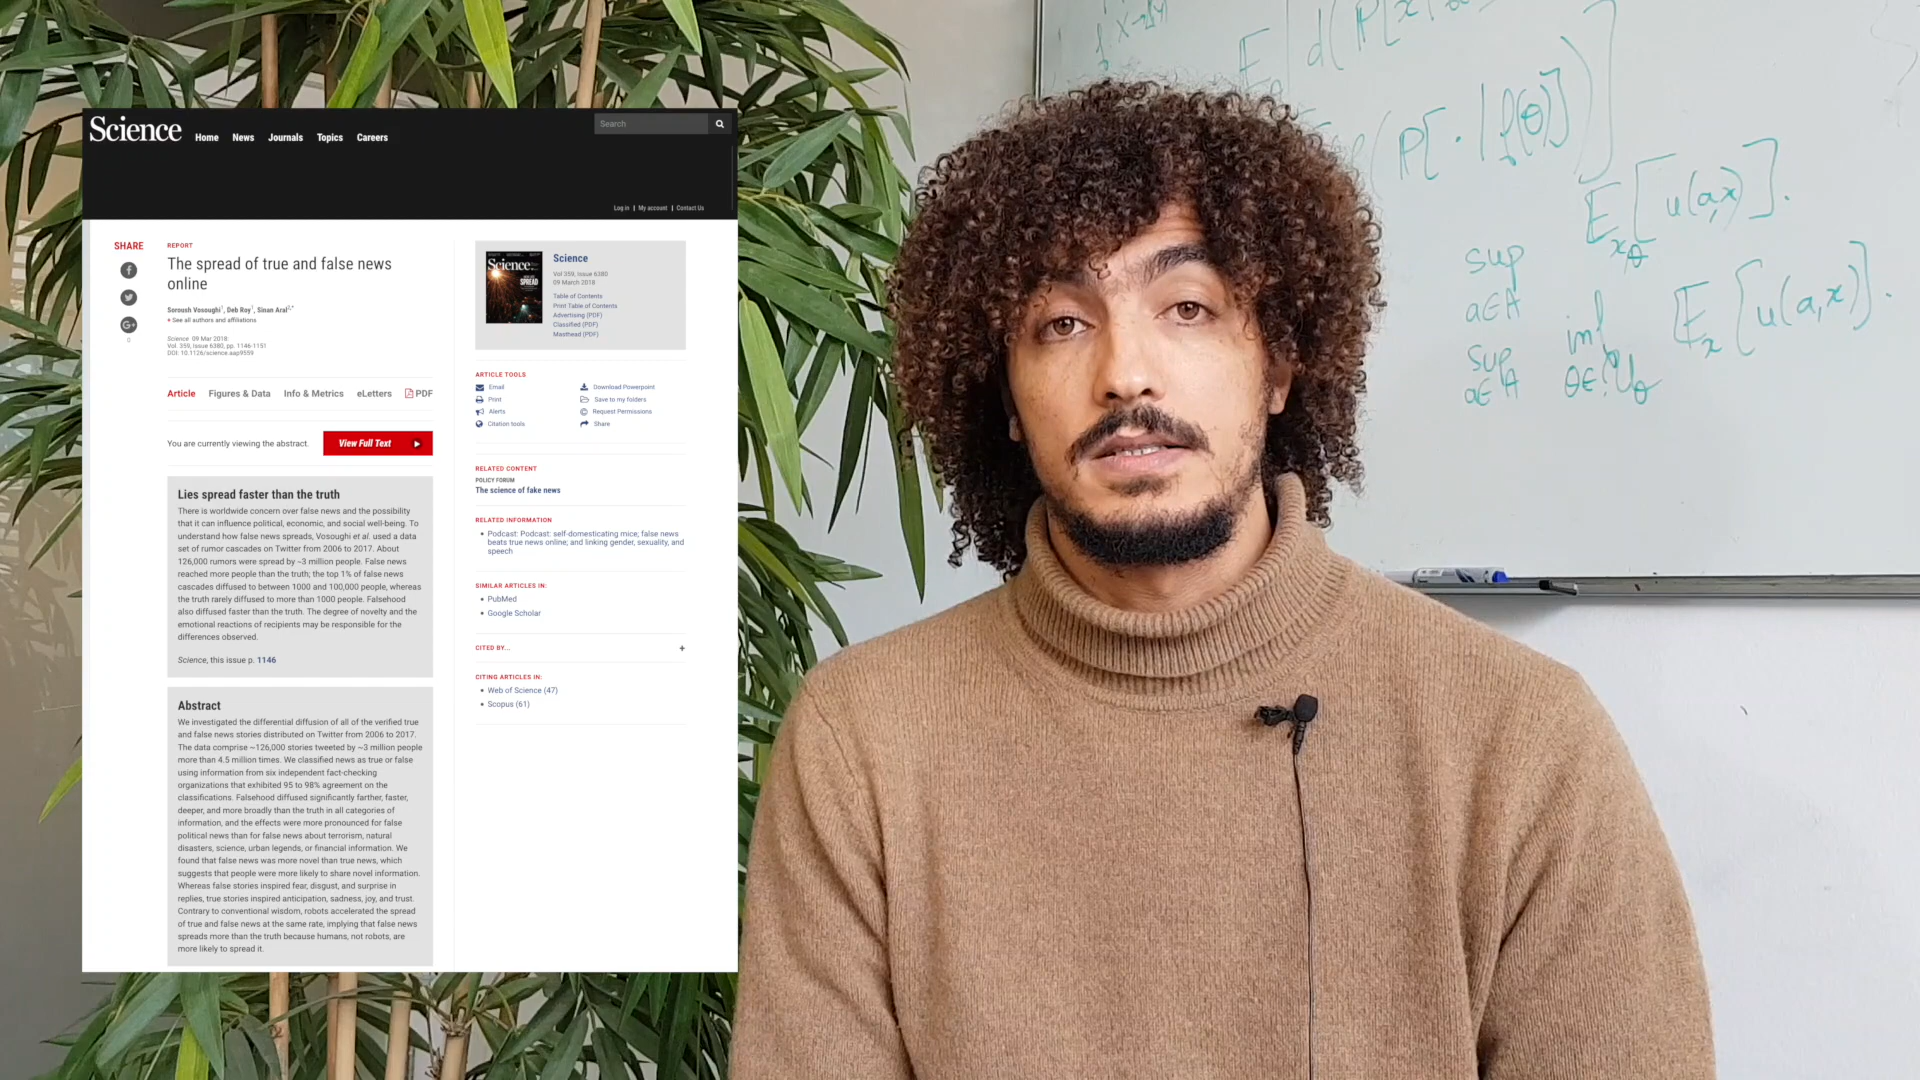 Science
Home News Journals Topics Careers
Search
Log in | My account | Contact Us
SHARE
0
REPORT
The spread of true and false news
online
Soroush Vosoughi¹, Deb Roy¹, Sinan Aral²,*
+ See all authors and affiliations
Science 09 Mar 2018:
Vol. 359, Issue 6380, pp. 1146-1151
DOI: 10.1126/science.aap9559
Article Figures & Data Info & Metrics eLetters PDF
You are currently viewing the abstract.
View Full Text
Lies spread faster than the truth
There is worldwide concern over false news and the possibility
that it can influence political, economic, and social well-being. To
understand how false news spreads, Vosoughi et al. used a data
set of rumor cascades on Twitter from 2006 to 2017. About
126,000 rumors were spread by ~3 million people. False news
reached more people than the truth; the top 1% of false news
cascades diffused to between 1000 and 100,000 people, whereas
the truth rarely diffused to more than 1000 people. Falsehood
also diffused faster than the truth. The degree of novelty and the
emotional reactions of recipients may be responsible for the
differences observed.
Science, this issue p. 1146
Abstract
We investigated the differential diffusion of all of the verified true
and false news stories distributed on Twitter from 2006 to 2017.
The data comprise ~126,000 stories tweeted by ~3 million people
more than 4.5 million times. We classified news as true or false
using information from six independent fact-checking
organizations that exhibited 95 to 98% agreement on the
classifications. Falsehood diffused significantly farther, faster,
deeper, and more broadly than the truth in all categories of
information, and the effects were more pronounced for false
political news than for false news about terrorism, natural
disasters, science, urban legends, or financial information. We
found that false news was more novel than true news, which
suggests that people were more likely to share novel information.
Whereas false stories inspired fear, disgust, and surprise in
replies, true stories inspired anticipation, sadness, joy, and trust.
Contrary to conventional wisdom, robots accelerated the spread
of true and false news at the same rate, implying that false news
spreads more than the truth because humans, not robots, are
more likely to spread it.
Science
SPREAD
Science
Vol 359, Issue 6380
09 March 2018
Table of Contents
Print Table of Contents
Advertising (PDF)
Classified (PDF)
Masthead (PDF)
ARTICLE TOOLS
Email Download Powerpoint
Print Save to my folders
Alerts Request Permissions
Citation tools Share
RELATED CONTENT
POLICY FORUM
The science of fake news
RELATED INFORMATION
• Podcast: Podcast: self-domesticating mice; false news
beats true news online; and linking gender, sexuality, and
speech
SIMILAR ARTICLES IN:
• PubMed
• Google Scholar
CITED BY... +
CITING ARTICLES IN:
• Web of Science (47)
• Scopus (61)
(P[· | f(θ)])
E [u(a,x)].
x,θ
sup
a∈A
E_x [u(a,x)].
sup inf
a∈A